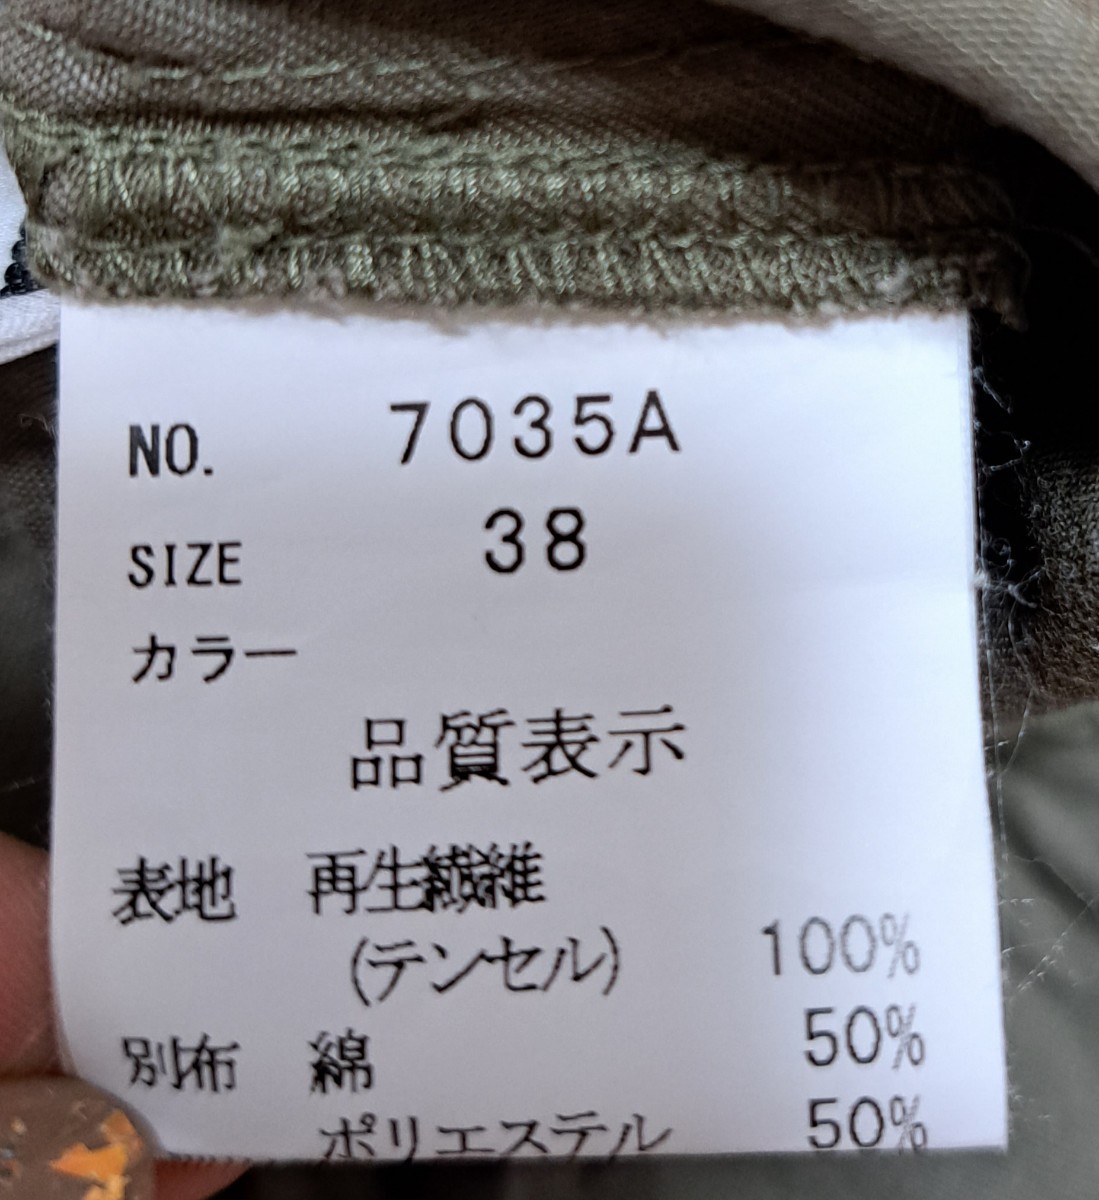 NO. 7035A
SIZE 38
カラー
品質表示
表地 再生繊維
(テンセル) 100%
別布 綿 50%
ポリエステル 50%